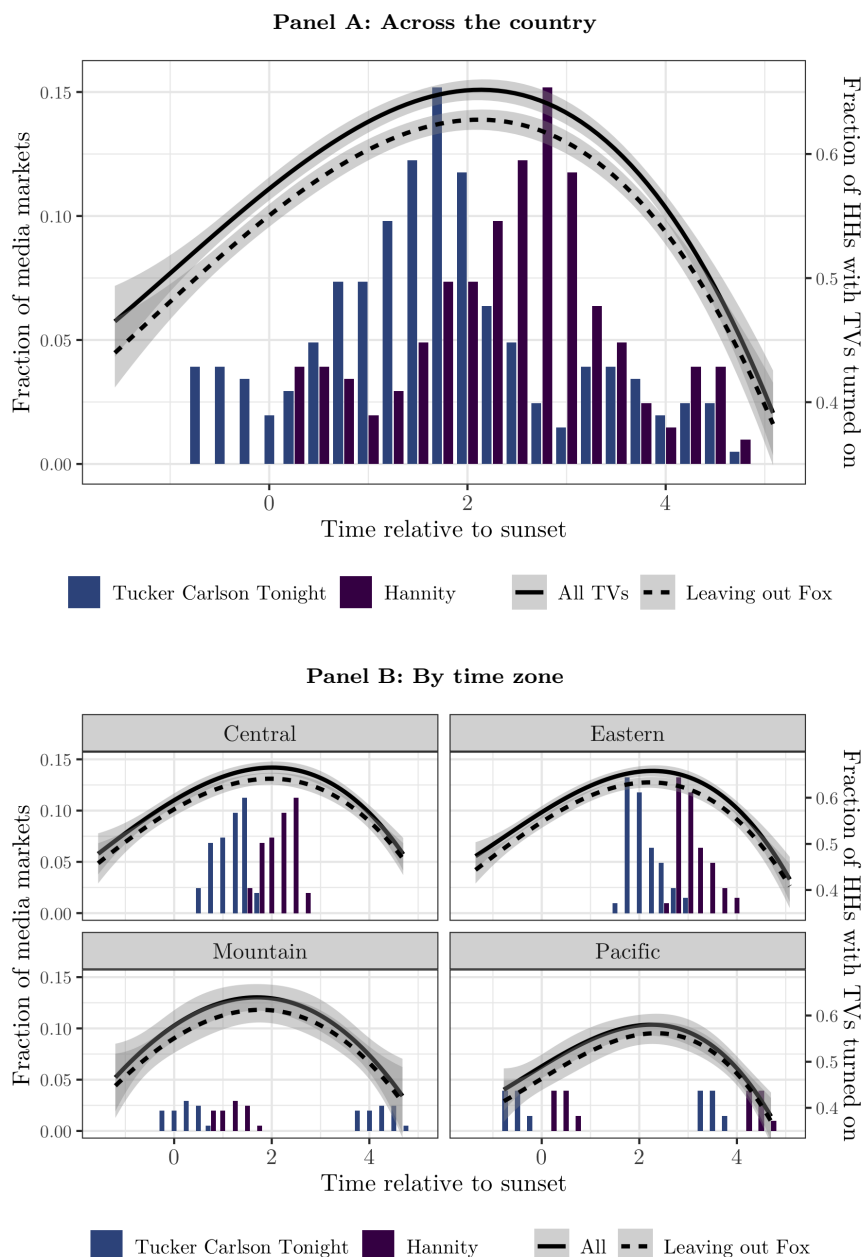 Panel A: Across the country
Fraction of media markets
0.15
0.10
0.05
0.00
0.6
0.5
0.4
Fraction of HHs with TVs turned on
0 2 4
Time relative to sunset
Tucker Carlson Tonight Hannity All TVs Leaving out Fox
Panel B: By time zone
Central Eastern
Fraction of media markets
0.15
0.10
0.05
0.00
0.6
0.5
0.4
Fraction of HHs with TVs turned on
Mountain Pacific
0.15
0.10
0.05
0.00
0.6
0.5
0.4
0 2 4 0 2 4
Time relative to sunset
Tucker Carlson Tonight Hannity All Leaving out Fox